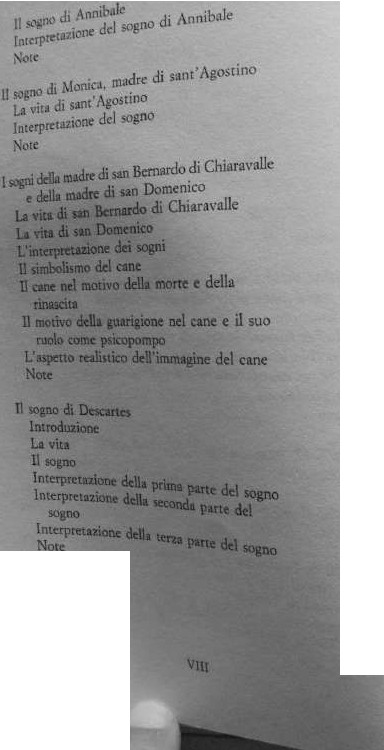 Il sogno di Annibale
Interpretazione del sogno di Annibale
Note
Il sogno di Monica, madre di sant'Agostino
La vita di sant'Agostino
Interpretazione del sogno
Note
I sogni della madre di san Bernardo di Chiaravalle
e della madre di san Domenico
La vita di san Bernardo di Chiaravalle
La vita di san Domenico
L'interpretazione dei sogni
Il simbolismo del cane
Il cane nel motivo della morte e della
rinascita
Il motivo della guarigione nel cane e il suo
ruolo come psicopompo
L'aspetto realistico dell'immagine del cane
Note
Il sogno di Descartes
Introduzione
La vita
Il sogno
Interpretazione della prima parte del sogno
Interpretazione della seconda parte del
sogno
Interpretazione della terza parte del sogno
Note
VIII